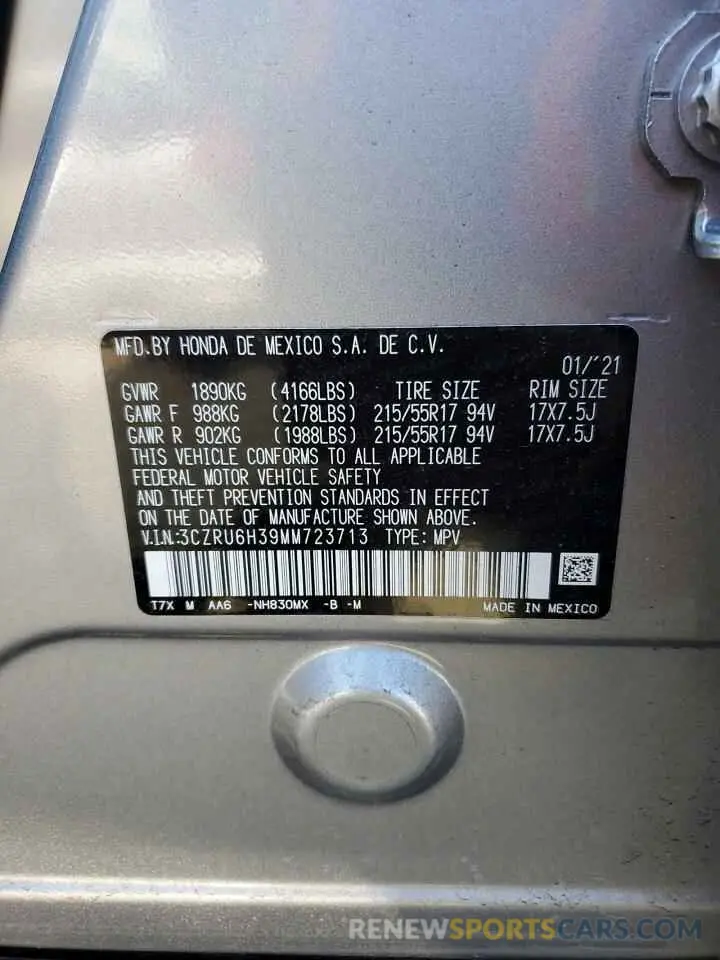 MFD.BY HONDA DE MEXICO S.A. DE C.V.
01/'21
GVWR 1890KG (4166LBS) TIRE SIZE RIM SIZE
GAWR F 988KG (2178LBS) 215/55R17 94V 17X7.5J
GAWR R 902KG (1988LBS) 215/55R17 94V 17X7.5J
THIS VEHICLE CONFORMS TO ALL APPLICABLE
FEDERAL MOTOR VEHICLE SAFETY
AND THEFT PREVENTION STANDARDS IN EFFECT
ON THE DATE OF MANUFACTURE SHOWN ABOVE.
V.I.N:3CZRU6H39MM723713 TYPE: MPV
T7X M AA6 -NH830MX -B -M MADE IN MEXICO
RENEWSPORTSCARS.COM